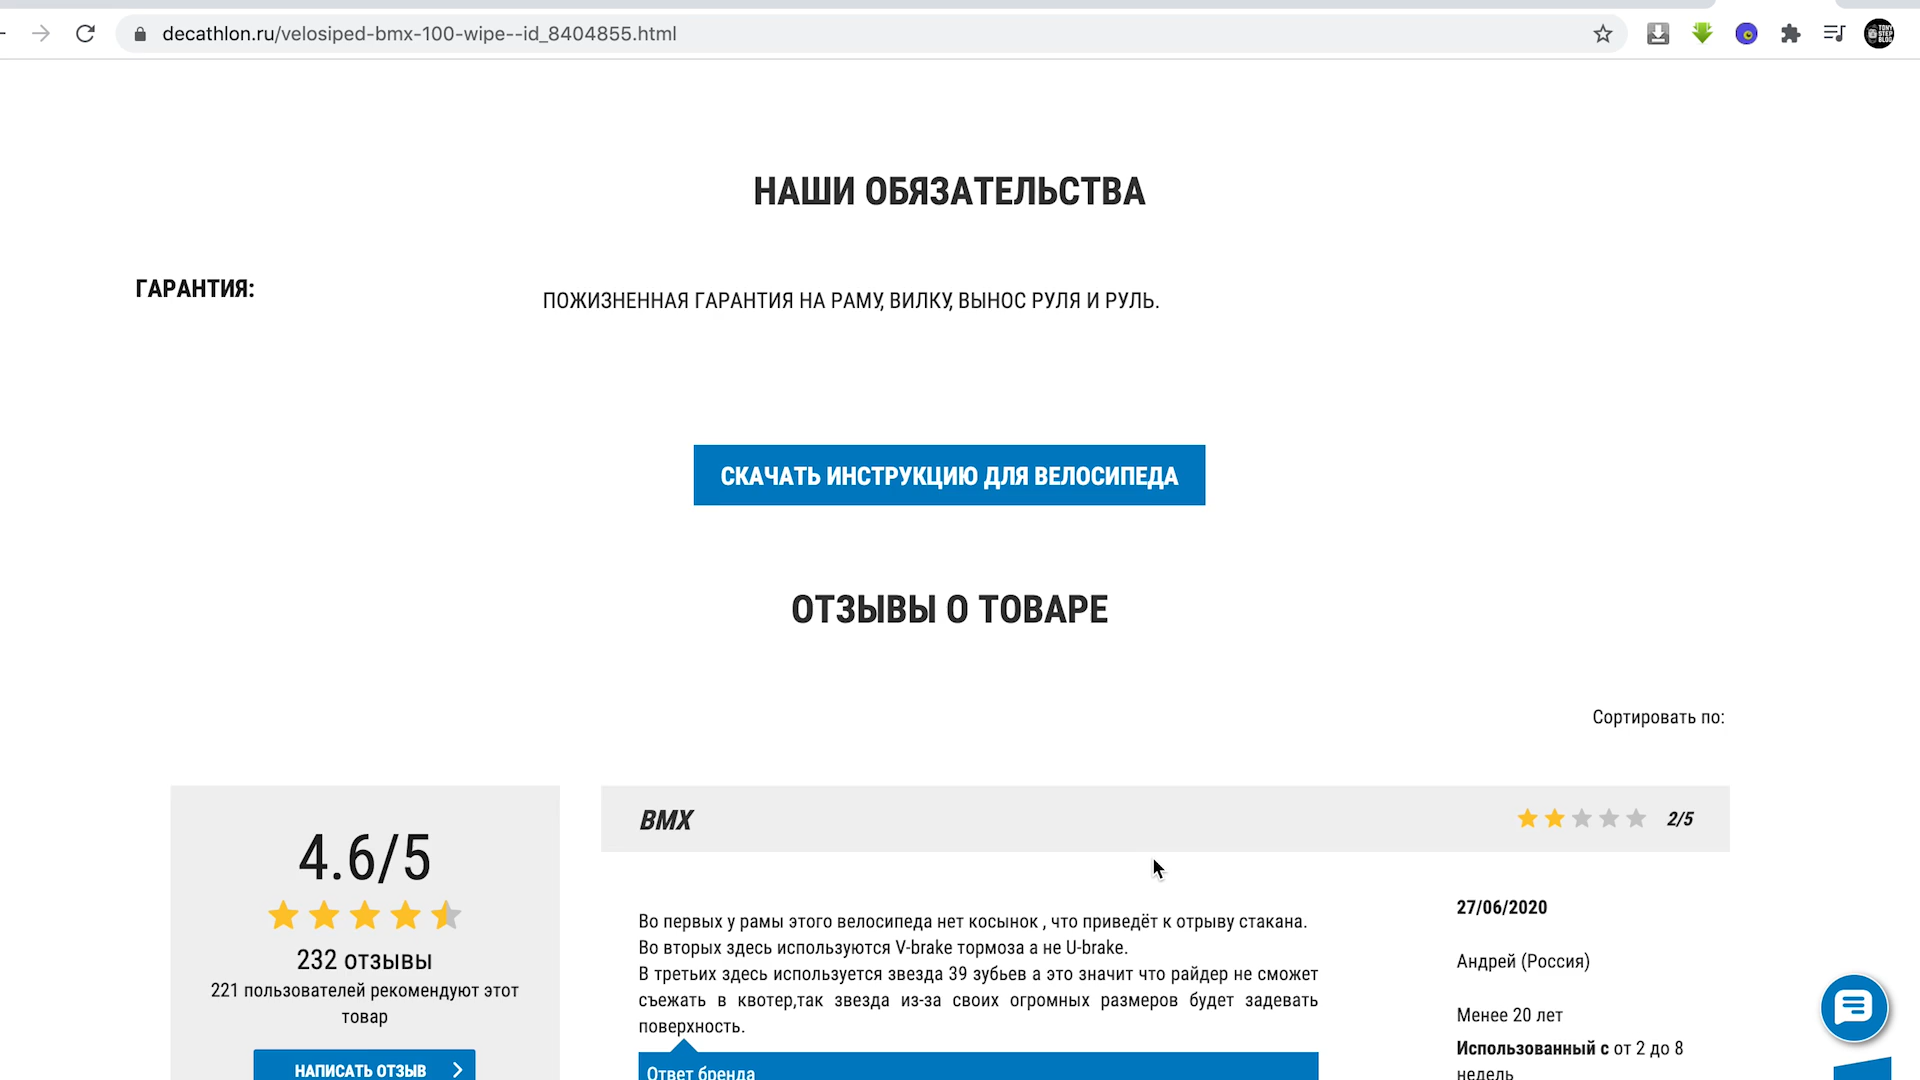 decathlon.ru/velosiped-bmx-100-wipe--id_8404855.html
НАШИ ОБЯЗАТЕЛЬСТВА
ГАРАНТИЯ:
ПОЖИЗНЕННАЯ ГАРАНТИЯ НА РАМУ, ВИЛКУ, ВЫНОС РУЛЯ И РУЛЬ.
СКАЧАТЬ ИНСТРУКЦИЮ ДЛЯ ВЕЛОСИПЕДА
ОТЗЫВЫ О ТОВАРЕ
Сортировать по:
4.6/5
232 отзывы
221 пользователей рекомендуют этот
товар
НАПИСАТЬ ОТЗЫВ
BMX
2/5
Во первых у рамы этого велосипеда нет косынок , что приведёт к отрыву стакана.
Во вторых здесь используются V-brake тормоза а не U-brake.
В третьих здесь используется звезда 39 зубьев а это значит что райдер не сможет
съежать в квотер,так звезда из-за своих огромных размеров будет задевать
поверхность.
Ответ бренда
27/06/2020
Андрей (Россия)
Менее 20 лет
Использованный с от 2 до 8
недель